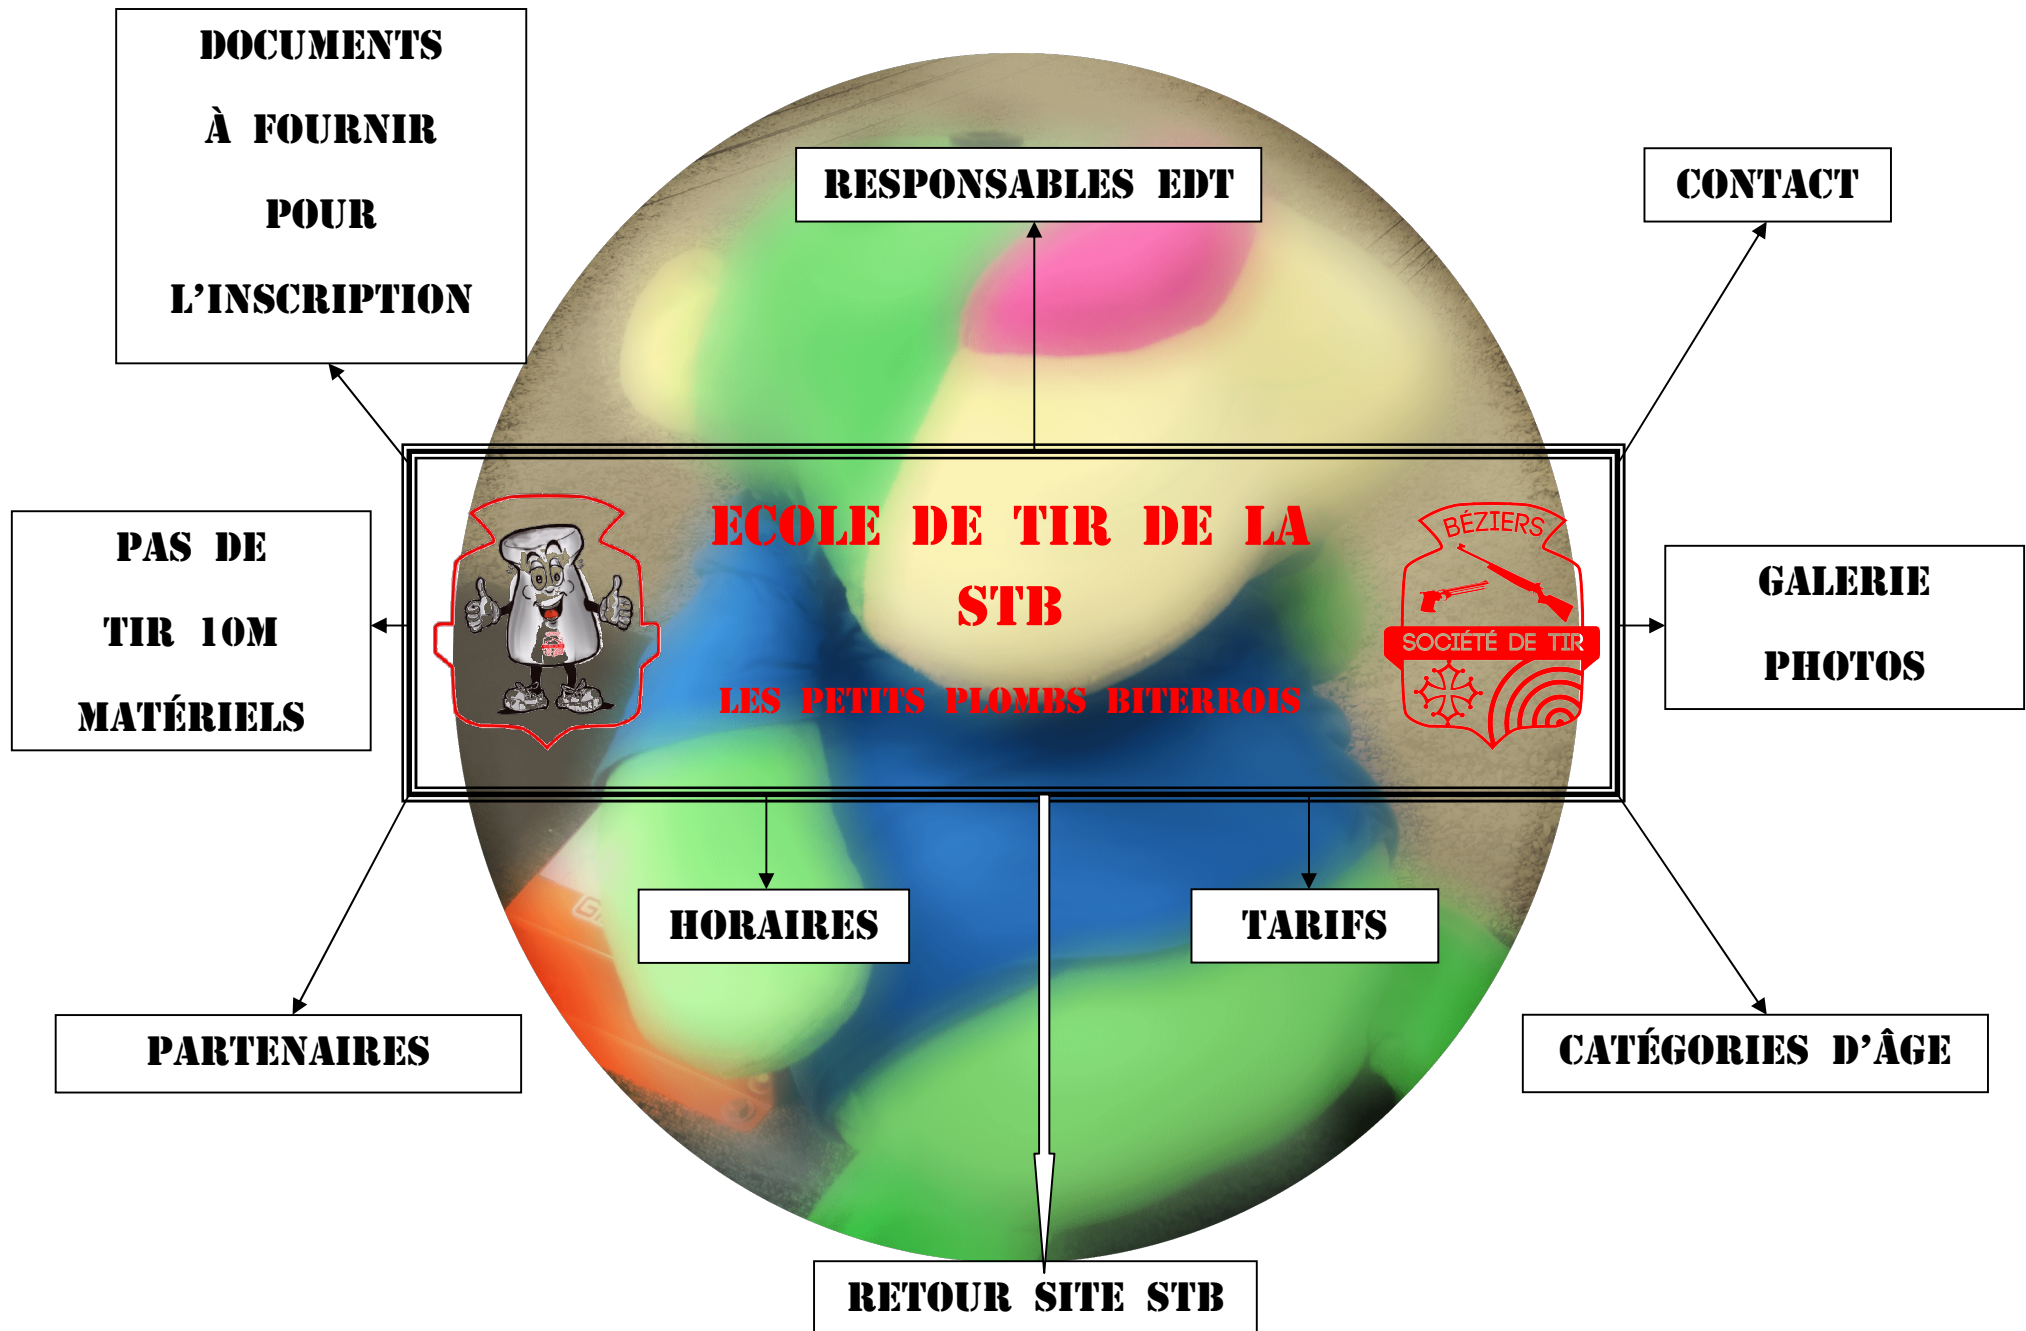 DOCUMENTS
À FOURNIR
POUR
L'INSCRIPTION
RESPONSABLES EDT
CONTACT
PAS DE
TIR 10M
MATÉRIELS
ECOLE DE TIR DE LA
STB
LES PETITS PLOMBS BITERROIS
BÉZIERS
SOCIÉTÉ DE TIR
GALERIE
PHOTOS
HORAIRES
TARIFS
PARTENAIRES
CATÉGORIES D'ÂGE
RETOUR SITE STB